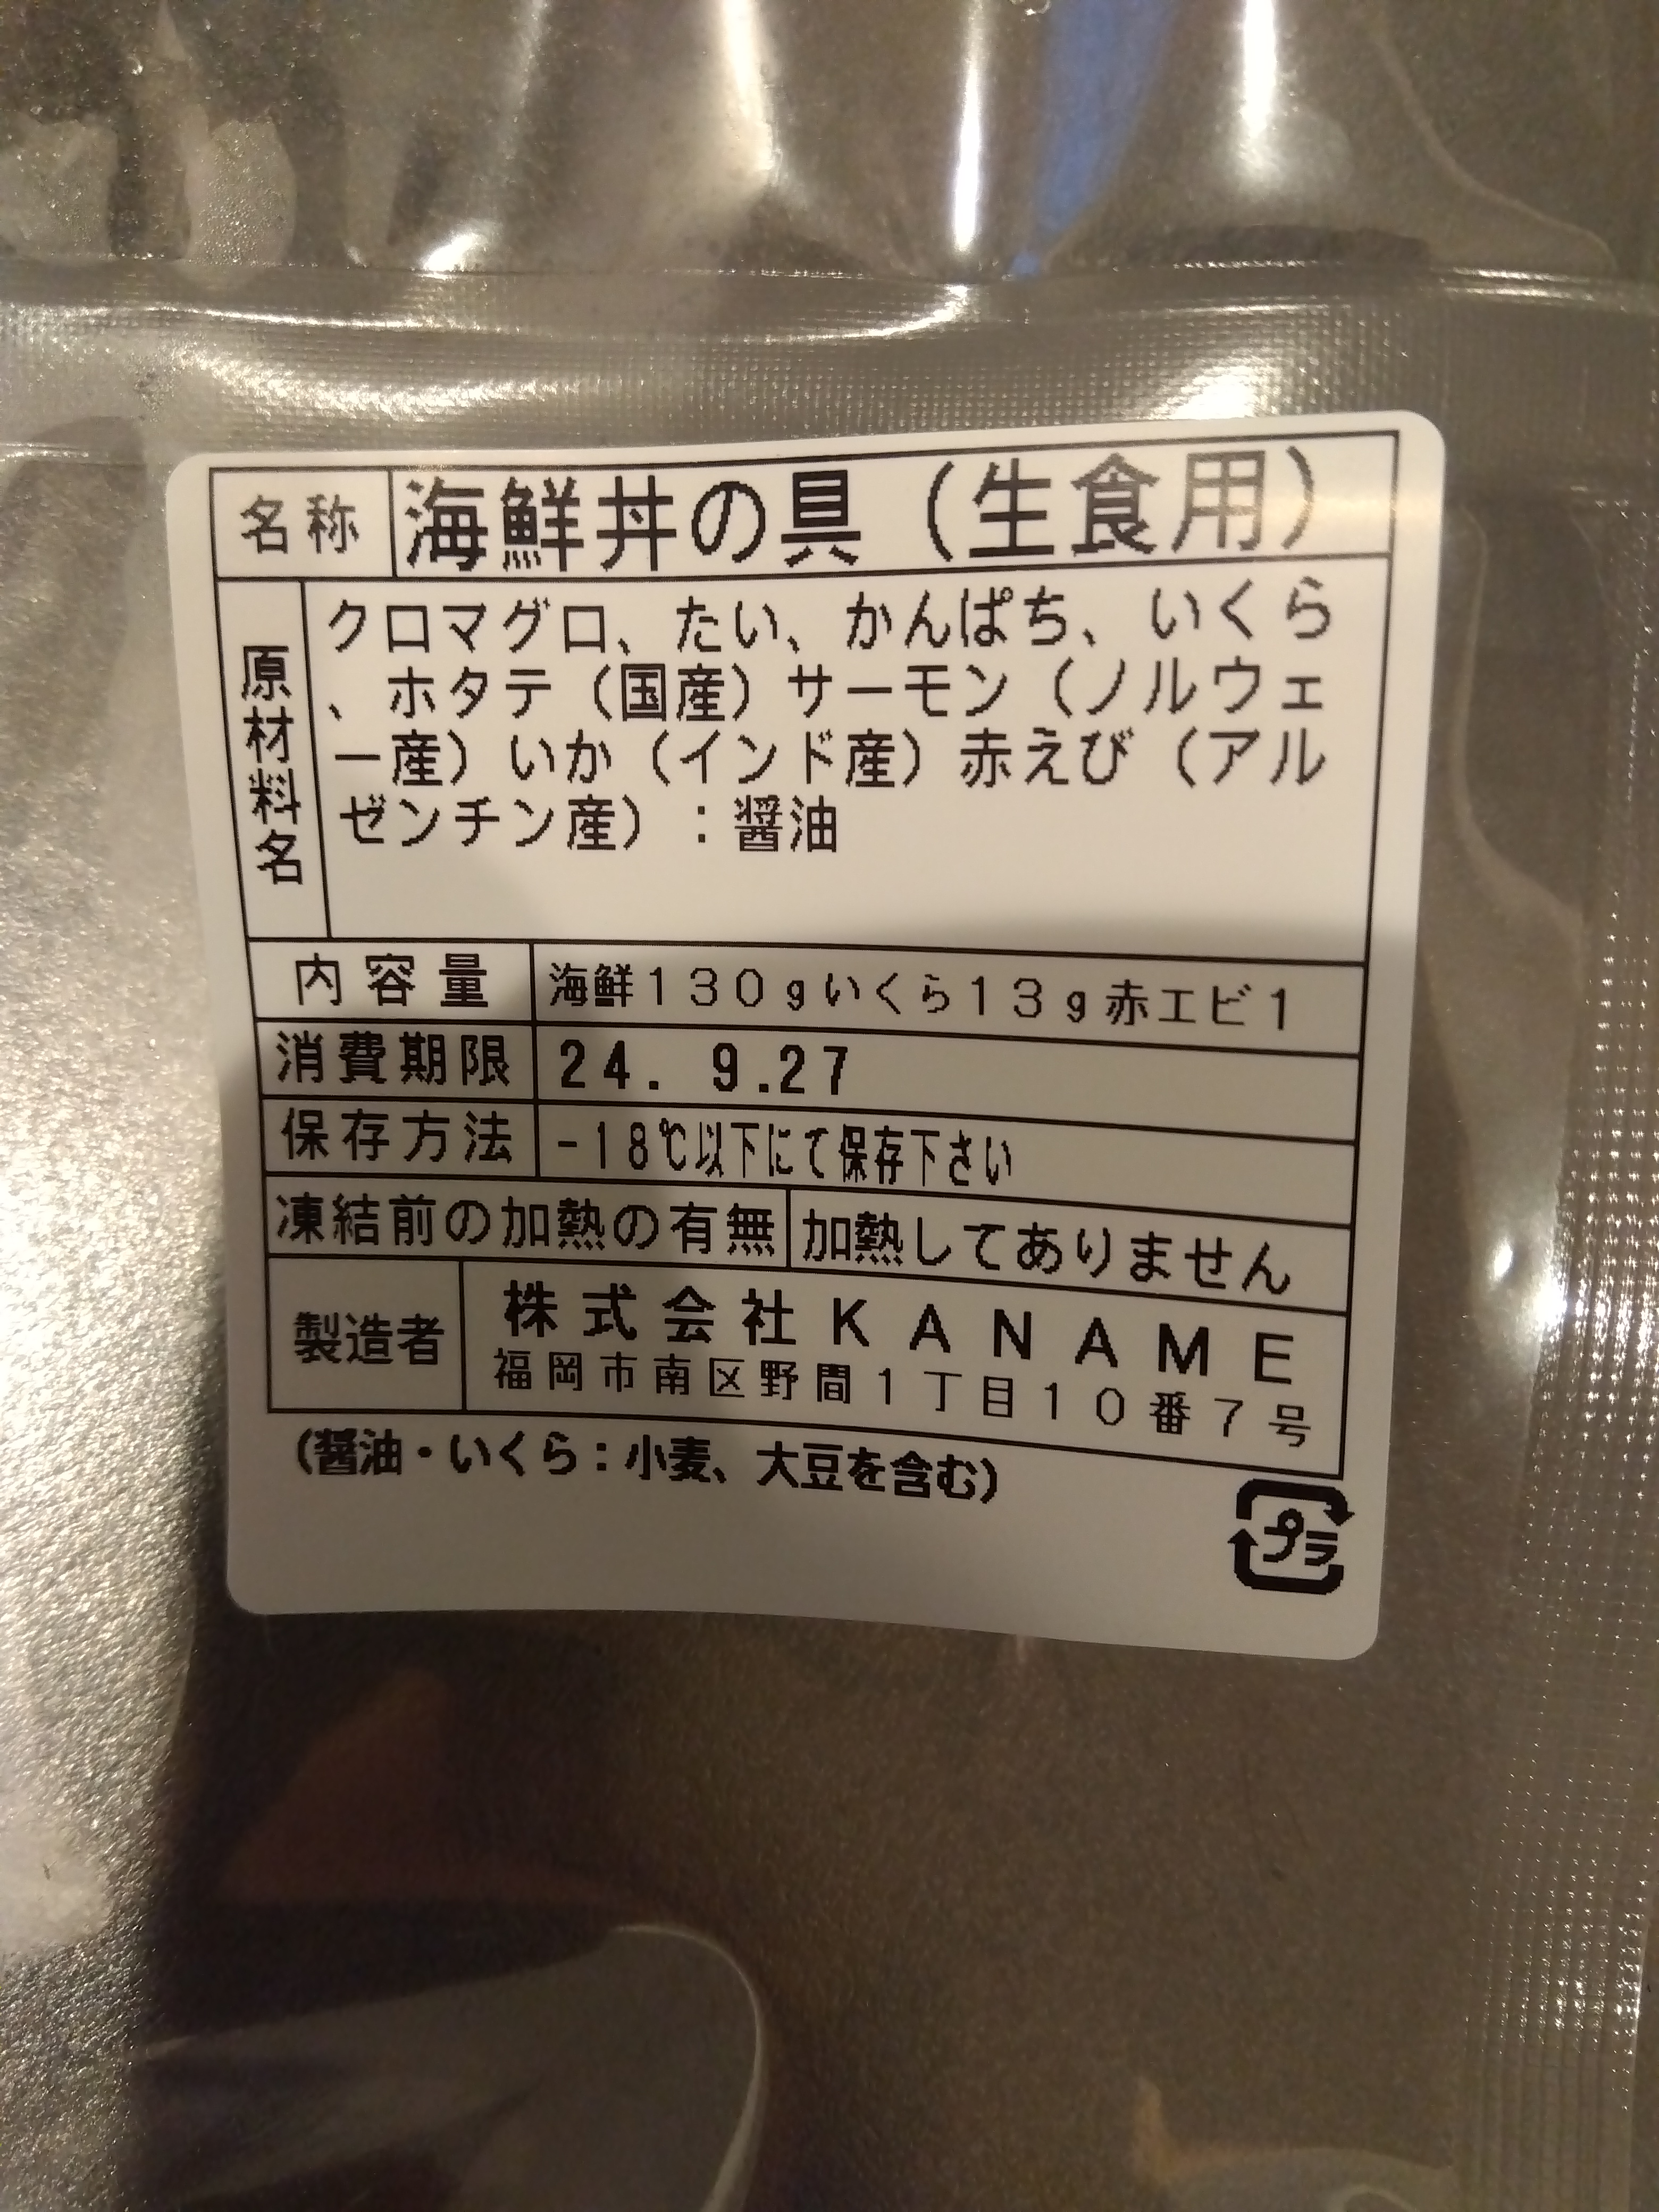 名称 海鮮丼の具（生食用）
原材料名
クロマグロ、たい、かんぱち、いくら
、ホタテ（国産）サーモン（ノルウェ
ー産）いか（インド産）赤えび（アル
ゼンチン産）：醤油
内容量 海鮮１３０ｇいくら１３ｇ赤エビ１
消費期限 24. 9.27
保存方法 -18℃以下にて保存下さい
凍結前の加熱の有無 加熱してありません
製造者 株式会社ＫＡＮＡＭＥ
福岡市南区野間１丁目１０番７号
（醤油・いくら：小麦、大豆を含む）
プラ